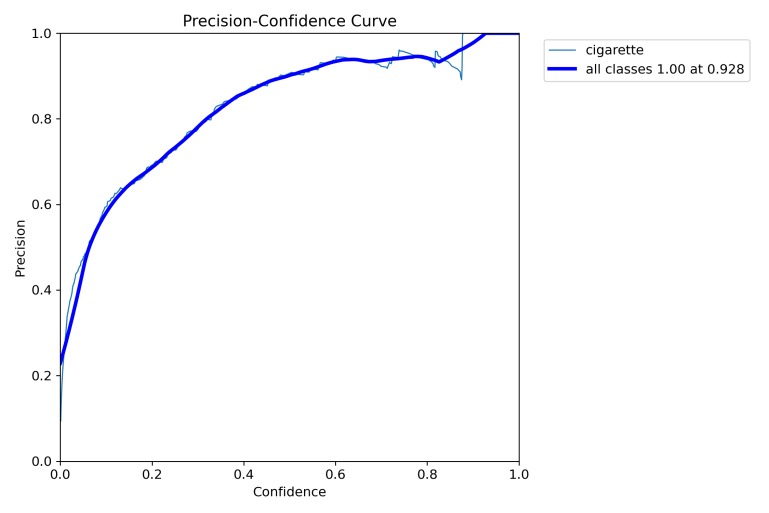 Precision-Confidence Curve
1.0
0.8
0.6
0.4
0.2
0.0
Precision
0.0 0.2 0.4 0.6 0.8 1.0
Confidence
cigarette
all classes 1.00 at 0.928